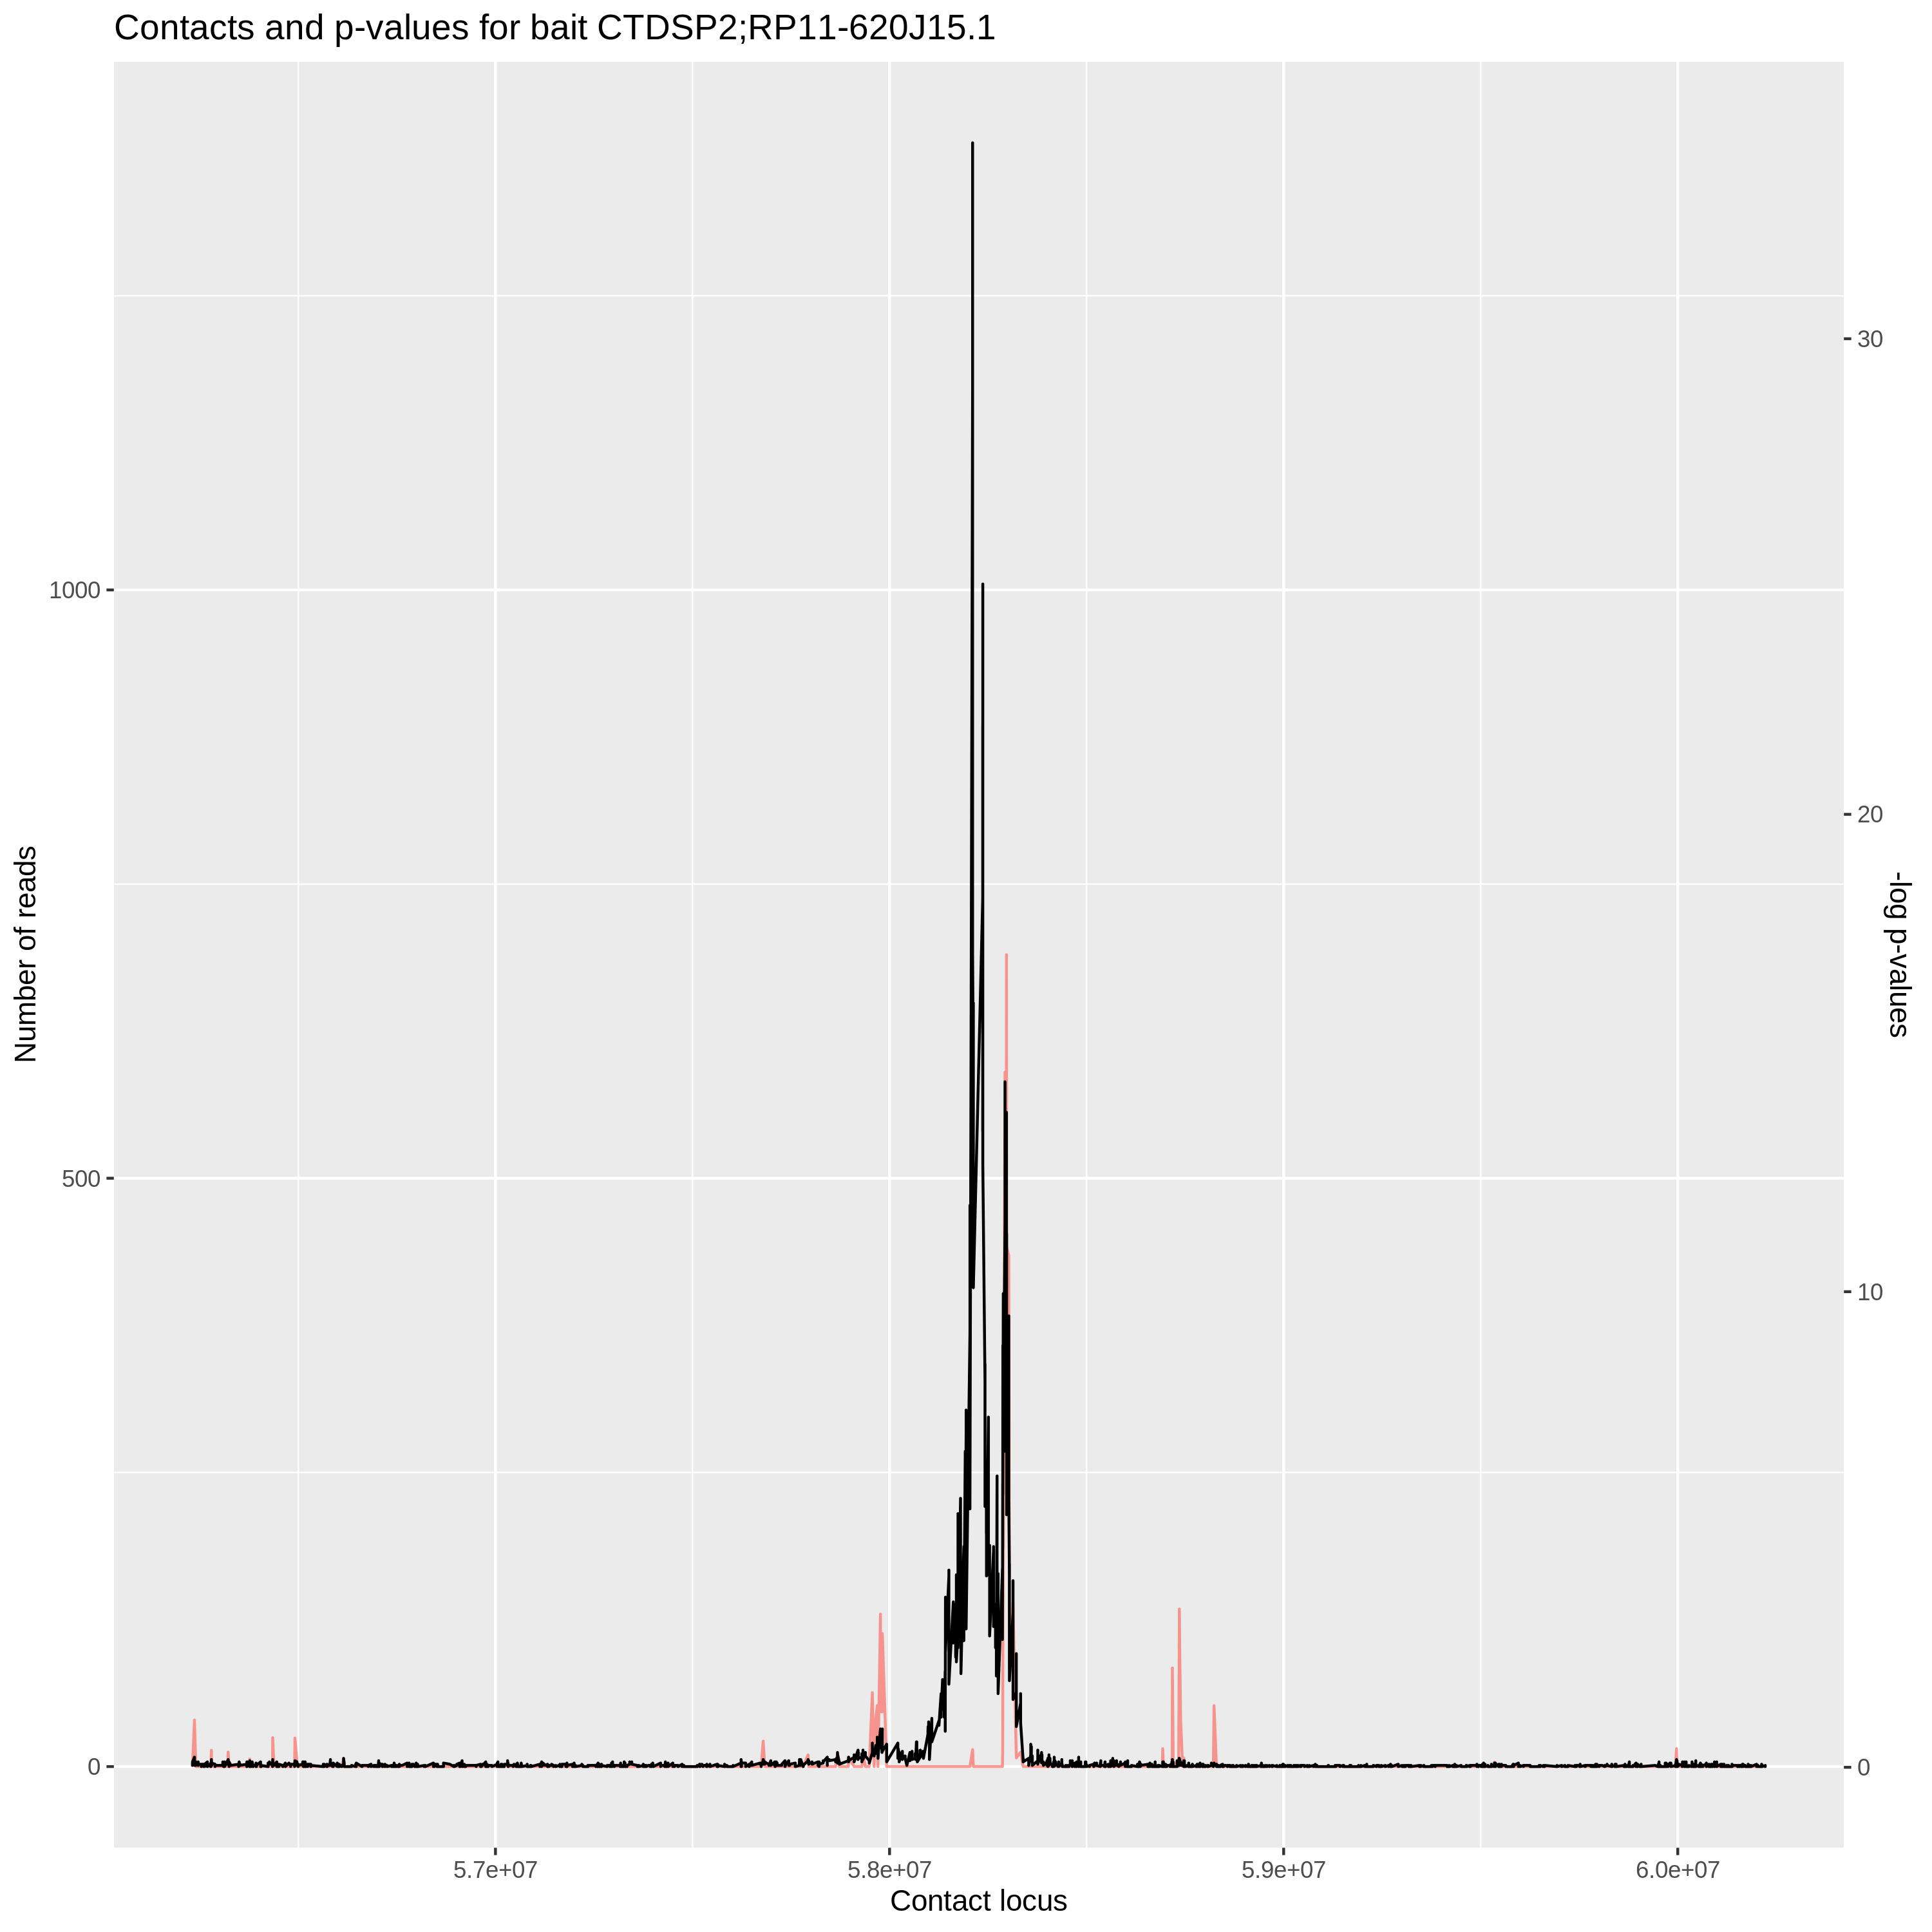 Contacts and p-values for bait CTDSP2;RP11-620J15.1
Number of reads
1000
500
0
30
20
10
0
-log p-values
5.7e+07
5.8e+07
5.9e+07
6.0e+07
Contact locus